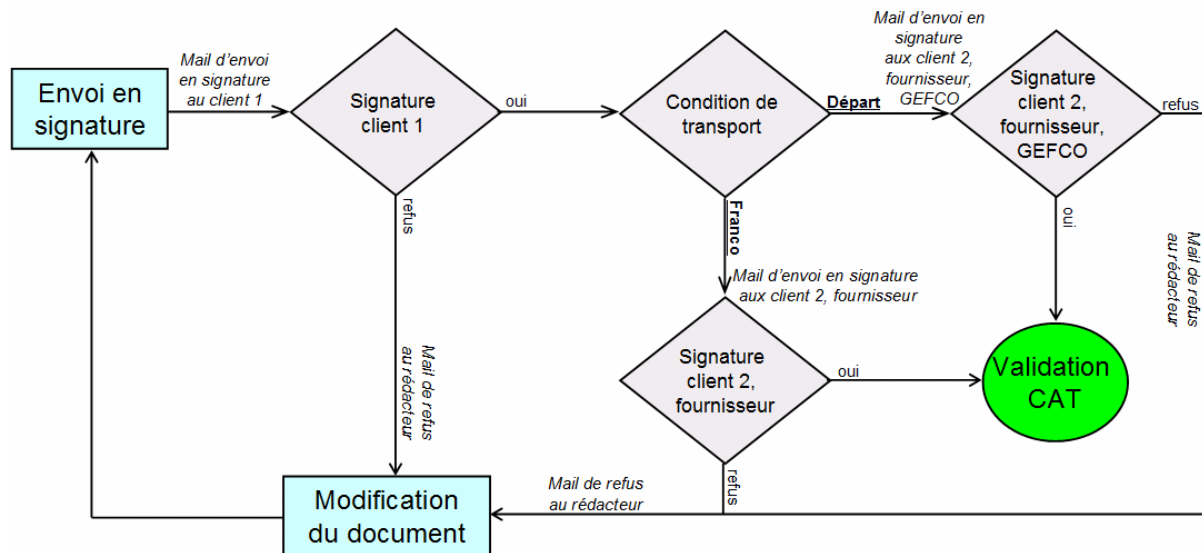 Envoi en
signature
Mail d'envoi
en signature
au client 1
Signature
client 1
oui
Condition de
transport
Départ
Mail d'envoi en
signature
aux client 2,
fournisseur,
GEFCO
Signature
client 2,
fournisseur,
GEFCO
refus
refus
Franco
oui
Mail de refus
au rédacteur
Mail d'envoi en signature
aux client 2, fournisseur
Mail de refus
au rédacteur
Signature
client 2,
fournisseur
oui
Validation
CAT
refus
Mail de refus
au rédacteur
Modification
du document